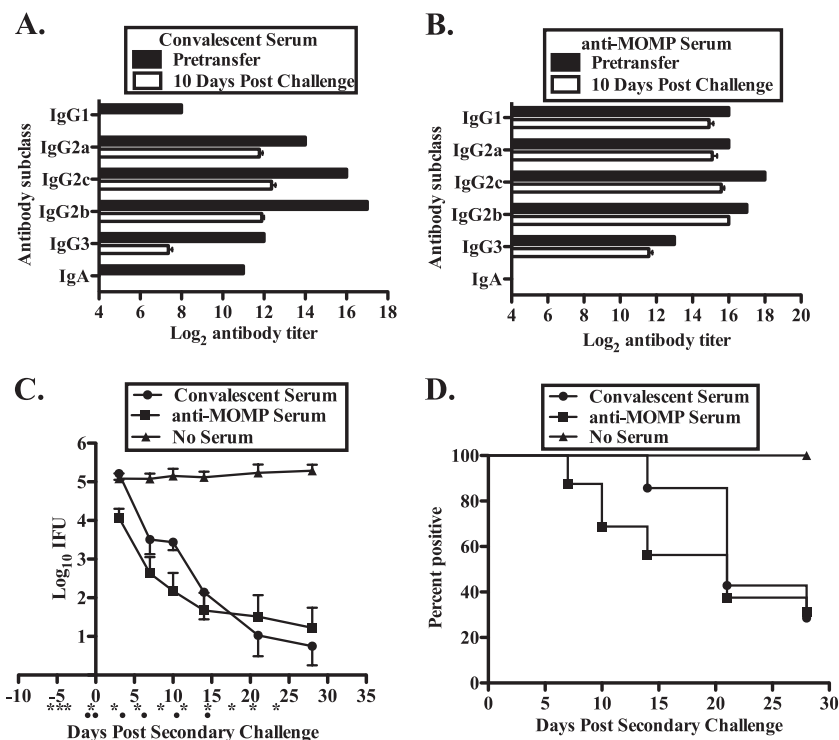 A.
Convalescent Serum
Pretransfer
10 Days Post Challenge
Antibody subclass
IgG1
IgG2a
IgG2c
IgG2b
IgG3
IgA
4 6 8 10 12 14 16 18
Log2 antibody titer
B.
anti-MOMP Serum
Pretransfer
10 Days Post Challenge
Antibody subclass
IgG1
IgG2a
IgG2c
IgG2b
IgG3
IgA
4 6 8 10 12 14 16 18 20
Log2 antibody titer
C.
Convalescent Serum
anti-MOMP Serum
No Serum
Log10 IFU
6
5
4
3
2
1
-10 -5 0 5 10 15 20 25 30 35
*** * * * * * * * *
Days Post Secondary Challenge
D.
Convalescent Serum
anti-MOMP Serum
No Serum
Percent positive
100
80
60
40
20
0
0 5 10 15 20 25 30
Days Post Secondary Challenge